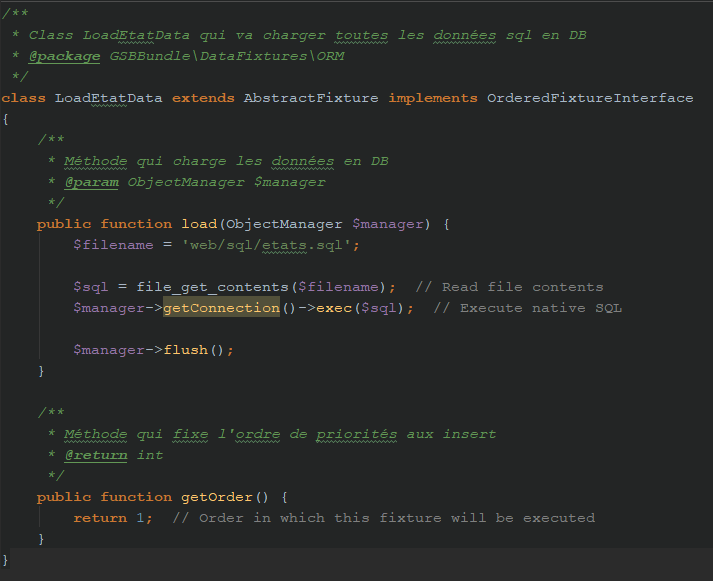 /**
 * Class LoadEtatData qui va charger toutes les données sql en DB
 * @package GSBBundle\DataFixtures\ORM
 */
class LoadEtatData extends AbstractFixture implements OrderedFixtureInterface
{
    /**
     * Méthode qui charge les données en DB
     * @param ObjectManager $manager
     */
    public function load(ObjectManager $manager) {
        $filename = 'web/sql/etats.sql';

        $sql = file_get_contents($filename);  // Read file contents
        $manager->getConnection()->exec($sql);  // Execute native SQL

        $manager->flush();
    }

    /**
     * Méthode qui fixe l'ordre de priorités aux insert
     * @return int
     */
    public function getOrder() {
        return 1;  // Order in which this fixture will be executed
    }
}